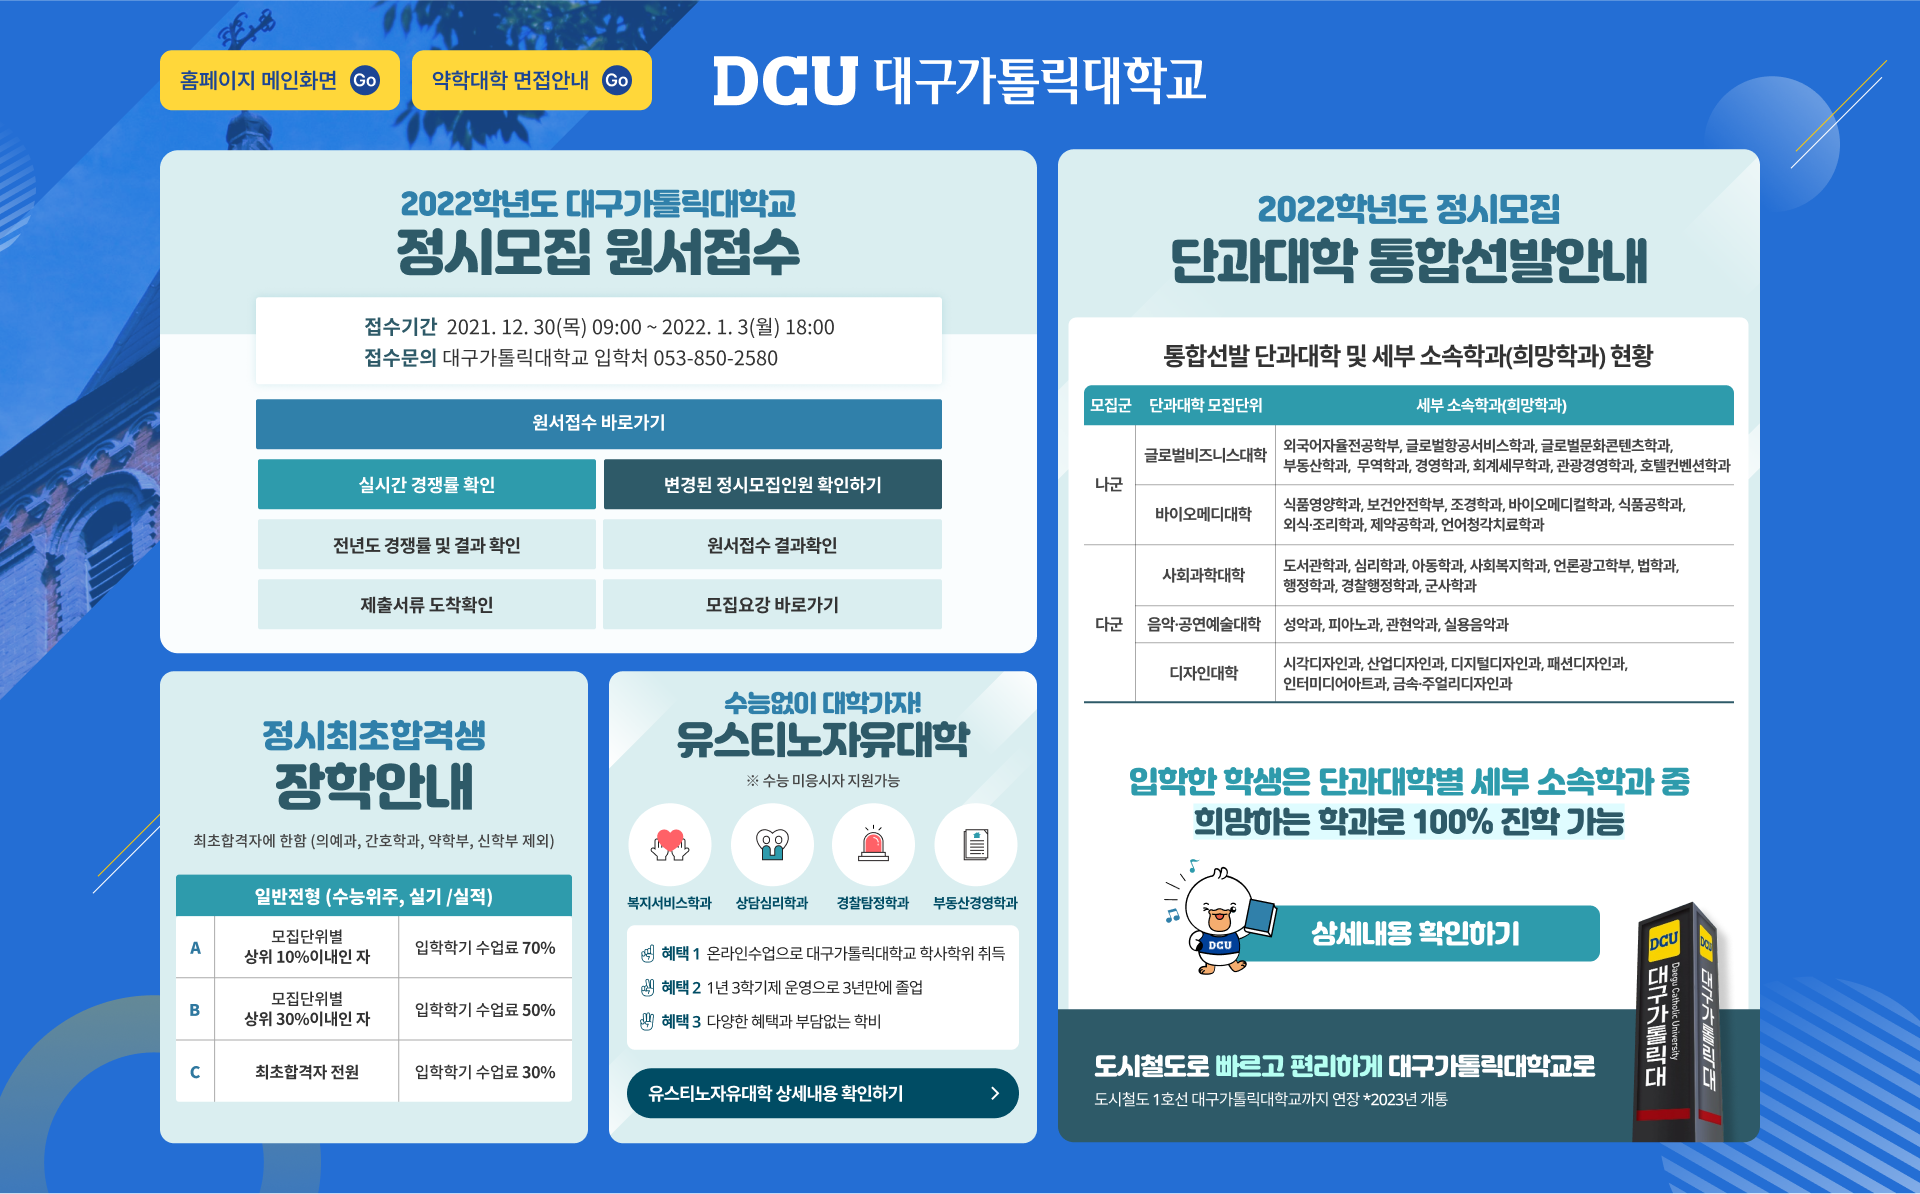 홈페이지 메인화면 Go
약학대학 면접안내 Go
DCU 대구가톨릭대학교
2022학년도 대구가톨릭대학교
정시모집 원서접수
접수기간 2021. 12. 30(목) 09:00 ~ 2022. 1. 3(월) 18:00
접수문의 대구가톨릭대학교 입학처 053-850-2580
원서접수 바로가기
실시간 경쟁률 확인
변경된 정시모집인원 확인하기
전년도 경쟁률 및 결과 확인
원서접수 결과확인
제출서류 도착확인
모집요강 바로가기
정시최초합격생
장학안내
최초합격자에 한함 (의예과, 간호학과, 약학부, 신학부 제외)
일반전형 (수능위주, 실기 /실적)
A
모집단위별
상위 10%이내인 자
입학학기 수업료 70%
B
모집단위별
상위 30%이내인 자
입학학기 수업료 50%
C
최초합격자 전원
입학학기 수업료 30%
수능없이 대학가자!
유스티노자유대학
※ 수능 미응시자 지원가능
복지서비스학과
상담심리학과
경찰탐정학과
부동산경영학과
혜택 1 온라인수업으로 대구가톨릭대학교 학사학위 취득
혜택 2 1년 3학기제 운영으로 3년만에 졸업
혜택 3 다양한 혜택과 부담없는 학비
유스티노자유대학 상세내용 확인하기
2022학년도 정시모집
단과대학 통합선발안내
통합선발 단과대학 및 세부 소속학과(희망학과) 현황
모집군 단과대학 모집단위 세부 소속학과(희망학과)
나군
글로벌비즈니스대학
외국어자율전공학부, 글로벌항공서비스학과, 글로벌문화콘텐츠학과,
부동산학과, 무역학과, 경영학과, 회계세무학과, 관광경영학과, 호텔컨벤션학과
바이오메디대학
식품영양학과, 보건안전학부, 조경학과, 바이오메디컬학과, 식품공학과,
외식·조리학과, 제약공학과, 언어청각치료학과
다군
사회과학대학
도서관학과, 심리학과, 아동학과, 사회복지학과, 언론광고학부, 법학과,
행정학과, 경찰행정학과, 군사학과
음악·공연예술대학
성악과, 피아노과, 관현악과, 실용음악과
디자인대학
시각디자인과, 산업디자인과, 디지털디자인과, 패션디자인과,
인터미디어아트과, 금속·주얼리디자인과
입학한 학생은 단과대학별 세부 소속학과 중
희망하는 학과로 100% 진학 가능
DCU
상세내용 확인하기
도시철도로 빠르고 편리하게 대구가톨릭대학교로
도시철도 1호선 대구가톨릭대학교까지 연장 *2023년 개통
DCU
대구가톨릭대
Daegu Catholic University
DCU
대구가톨릭대